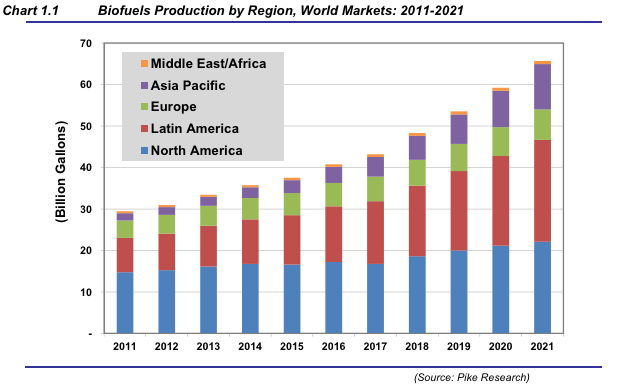 Chart 1.1 Biofuels Production by Region, World Markets: 2011-2021
70
60
50
40
30
20
10
-
(Billion Gallons)
Middle East/Africa
Asia Pacific
Europe
Latin America
North America
2011 2012 2013 2014 2015 2016 2017 2018 2019 2020 2021
(Source: Pike Research)